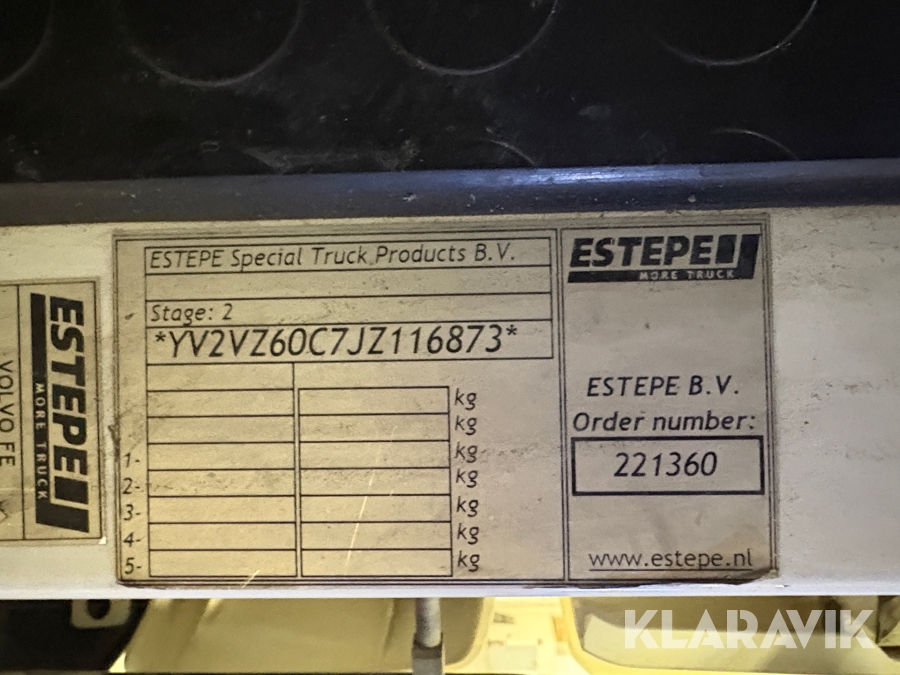 ESTEPE Special Truck Products B.V.
Stage: 2
*YV2VZ60C7JZ116873*
kg
kg
1- kg
2- kg
3- kg
4- kg
5- kg
ESTEPE
MORE TRUCK
ESTEPE B.V.
Order number:
221360
www.estepe.nl
ESTEPE
MORE TRUCK
VOLVO FE
KLARAVIK